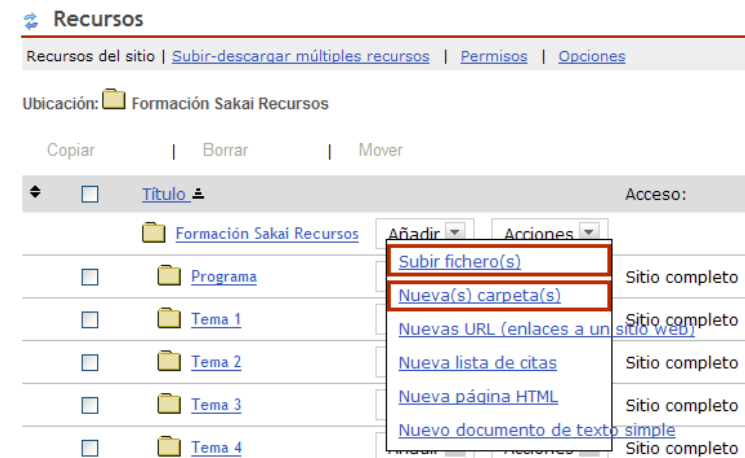 Recursos
Recursos del sitio | Subir-descargar múltiples recursos | Permisos | Opciones
Ubicación: Formación Sakai Recursos
Copiar | Borrar | Mover
Título Acceso:
Formación Sakai Recursos Añadir Acciones
Subir fichero(s)
Programa Sitio completo
Nueva(s) carpeta(s)
Tema 1 Sitio completo
Nuevas URL (enlaces a un sitio web)
Tema 2 Sitio completo
Nueva lista de citas
Tema 3 Sitio completo
Nueva página HTML
Nuevo documento de texto simple
Tema 4 Añadir Acciones Sitio completo